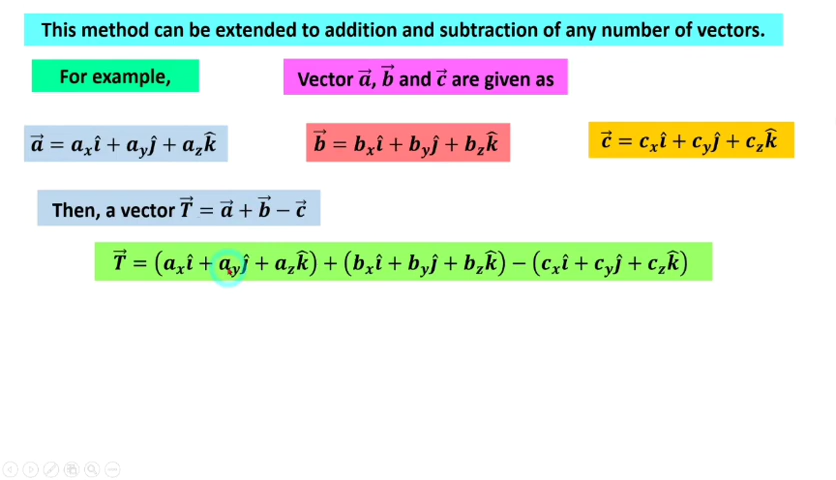 This method can be extended to addition and subtraction of any number of vectors.
For example,
Vector a⃗, b⃗ and c⃗ are given as
a⃗ = aₓî + a_yĵ + a_zk̂
b⃗ = bₓî + b_yĵ + b_zk̂
c⃗ = cₓî + c_yĵ + c_zk̂
Then, a vector T⃗ = a⃗ + b⃗ − c⃗
T⃗ = (aₓî + a_yĵ + a_zk̂) + (bₓî + b_yĵ + b_zk̂) − (cₓî + c_yĵ + c_zk̂)